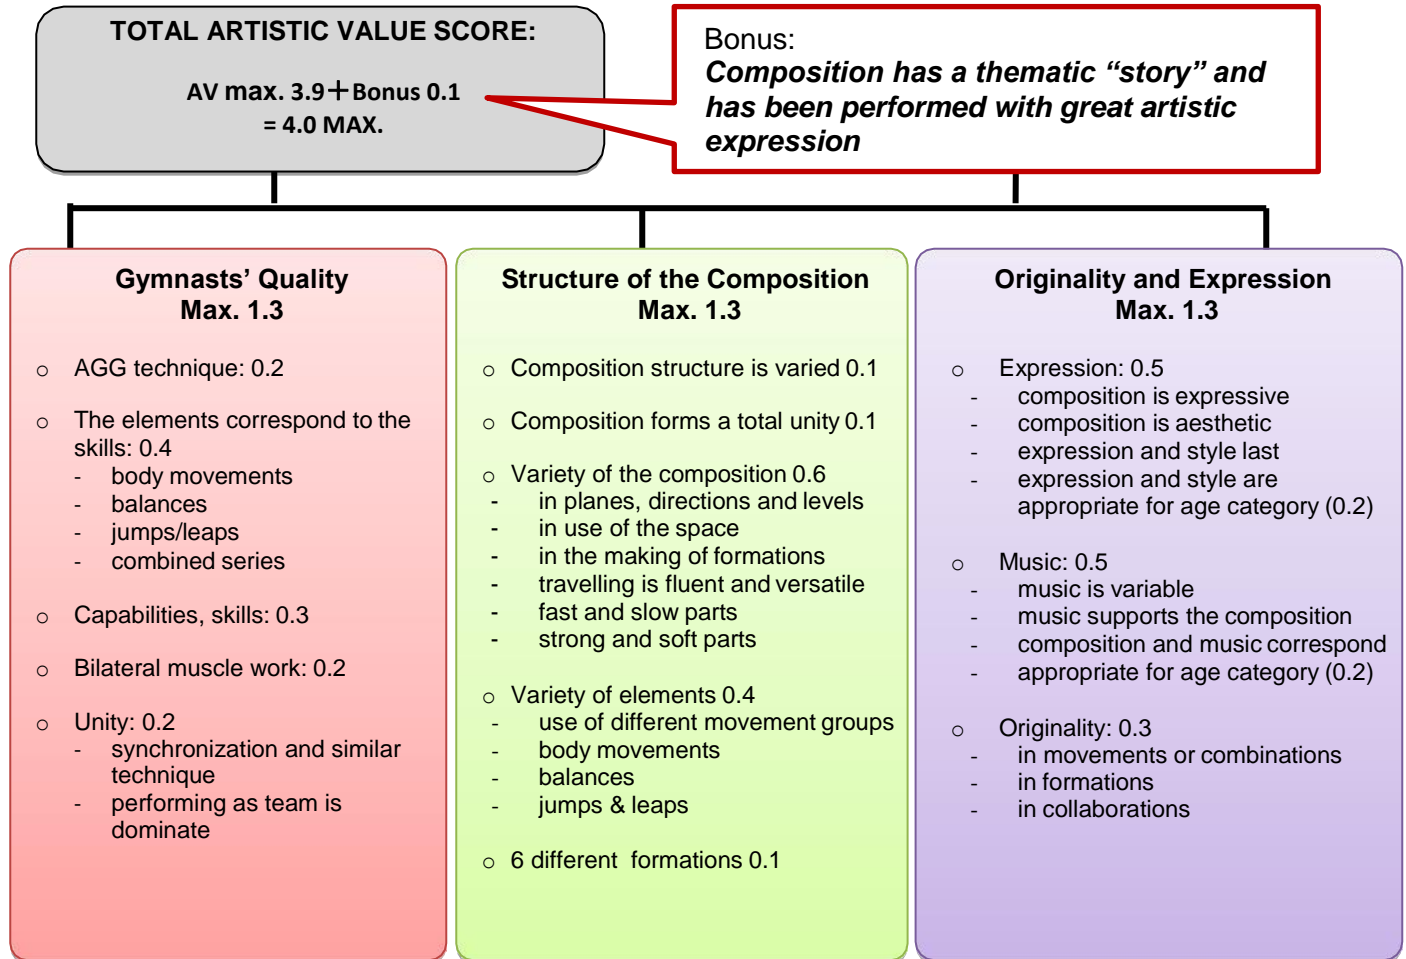 TOTAL ARTISTIC VALUE SCORE:
AV max. 3.9+Bonus 0.1
= 4.0 MAX.
Bonus:
Composition has a thematic “story” and
has been performed with great artistic
expression
Gymnasts’ Quality
Max. 1.3
o AGG technique: 0.2
o The elements correspond to the
skills: 0.4
- body movements
- balances
- jumps/leaps
- combined series
o Capabilities, skills: 0.3
o Bilateral muscle work: 0.2
o Unity: 0.2
- synchronization and similar
technique
- performing as team is
dominate
Structure of the Composition
Max. 1.3
o Composition structure is varied 0.1
o Composition forms a total unity 0.1
o Variety of the composition 0.6
- in planes, directions and levels
- in use of the space
- in the making of formations
- travelling is fluent and versatile
- fast and slow parts
- strong and soft parts
o Variety of elements 0.4
- use of different movement groups
- body movements
- balances
- jumps & leaps
o 6 different formations 0.1
Originality and Expression
Max. 1.3
o Expression: 0.5
- composition is expressive
- composition is aesthetic
- expression and style last
- expression and style are
appropriate for age category (0.2)
o Music: 0.5
- music is variable
- music supports the composition
- composition and music correspond
- appropriate for age category (0.2)
o Originality: 0.3
- in movements or combinations
- in formations
- in collaborations